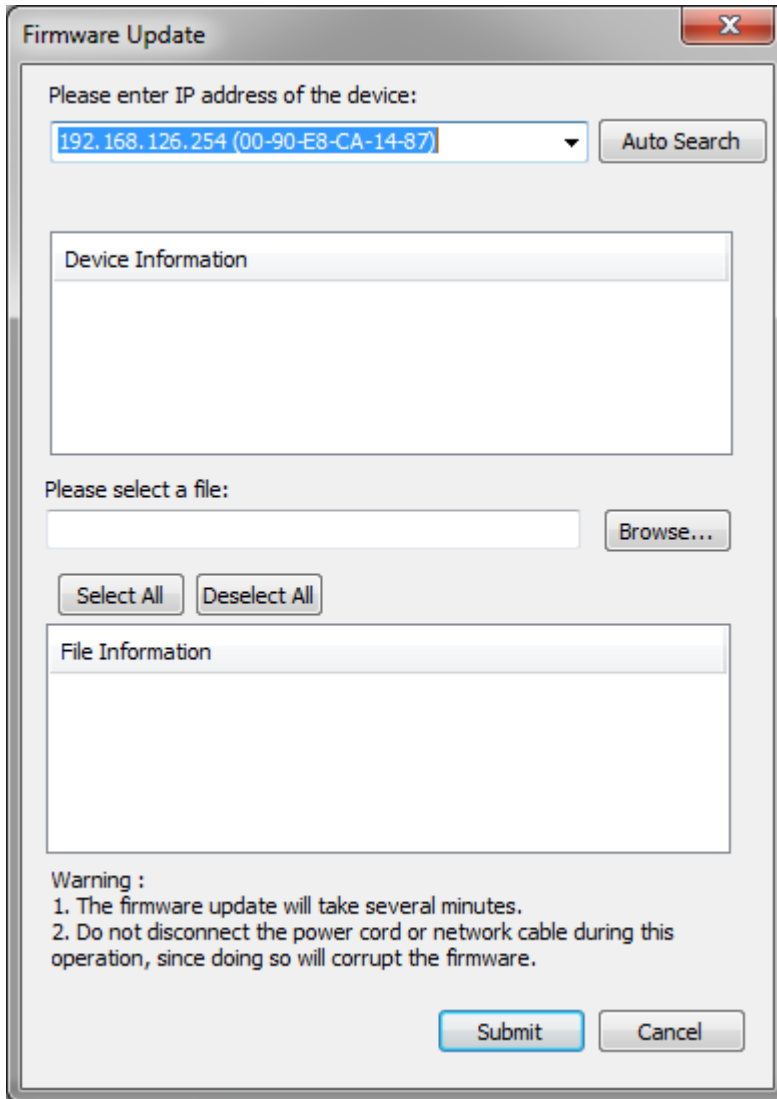 Firmware Update
Please enter IP address of the device:
192.168.126.254 (00-90-E8-CA-14-87)
Auto Search
Device Information
Please select a file:
Browse...
Select All
Deselect All
File Information
Warning :
1. The firmware update will take several minutes.
2. Do not disconnect the power cord or network cable during this
operation, since doing so will corrupt the firmware.
Submit
Cancel